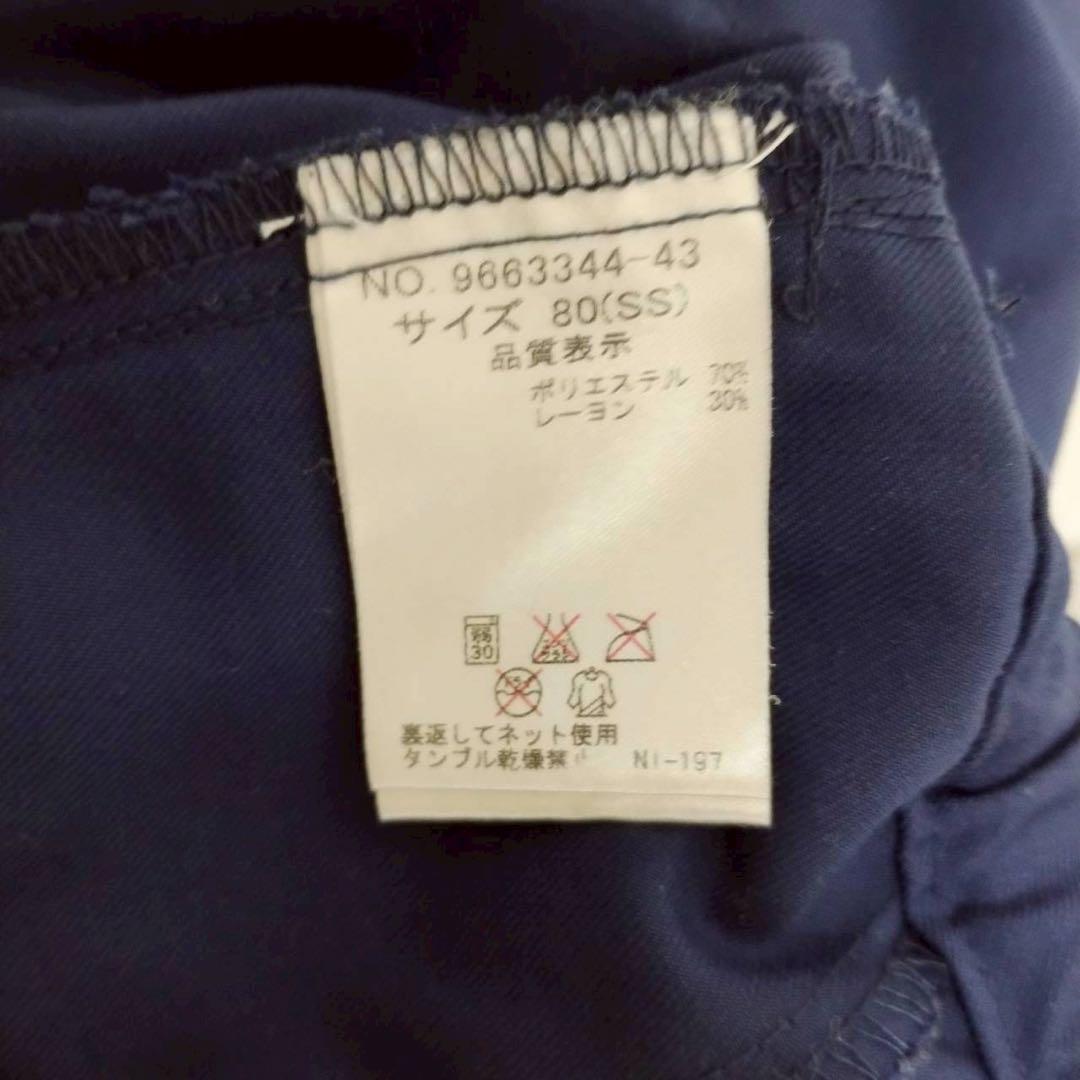 NO. 9663344-43
サイズ 80(SS)
品質表示
ポリエステル 70%
レーヨン 30%
弱
30
裏返してネット使用
タンブル乾燥禁止 NI-197